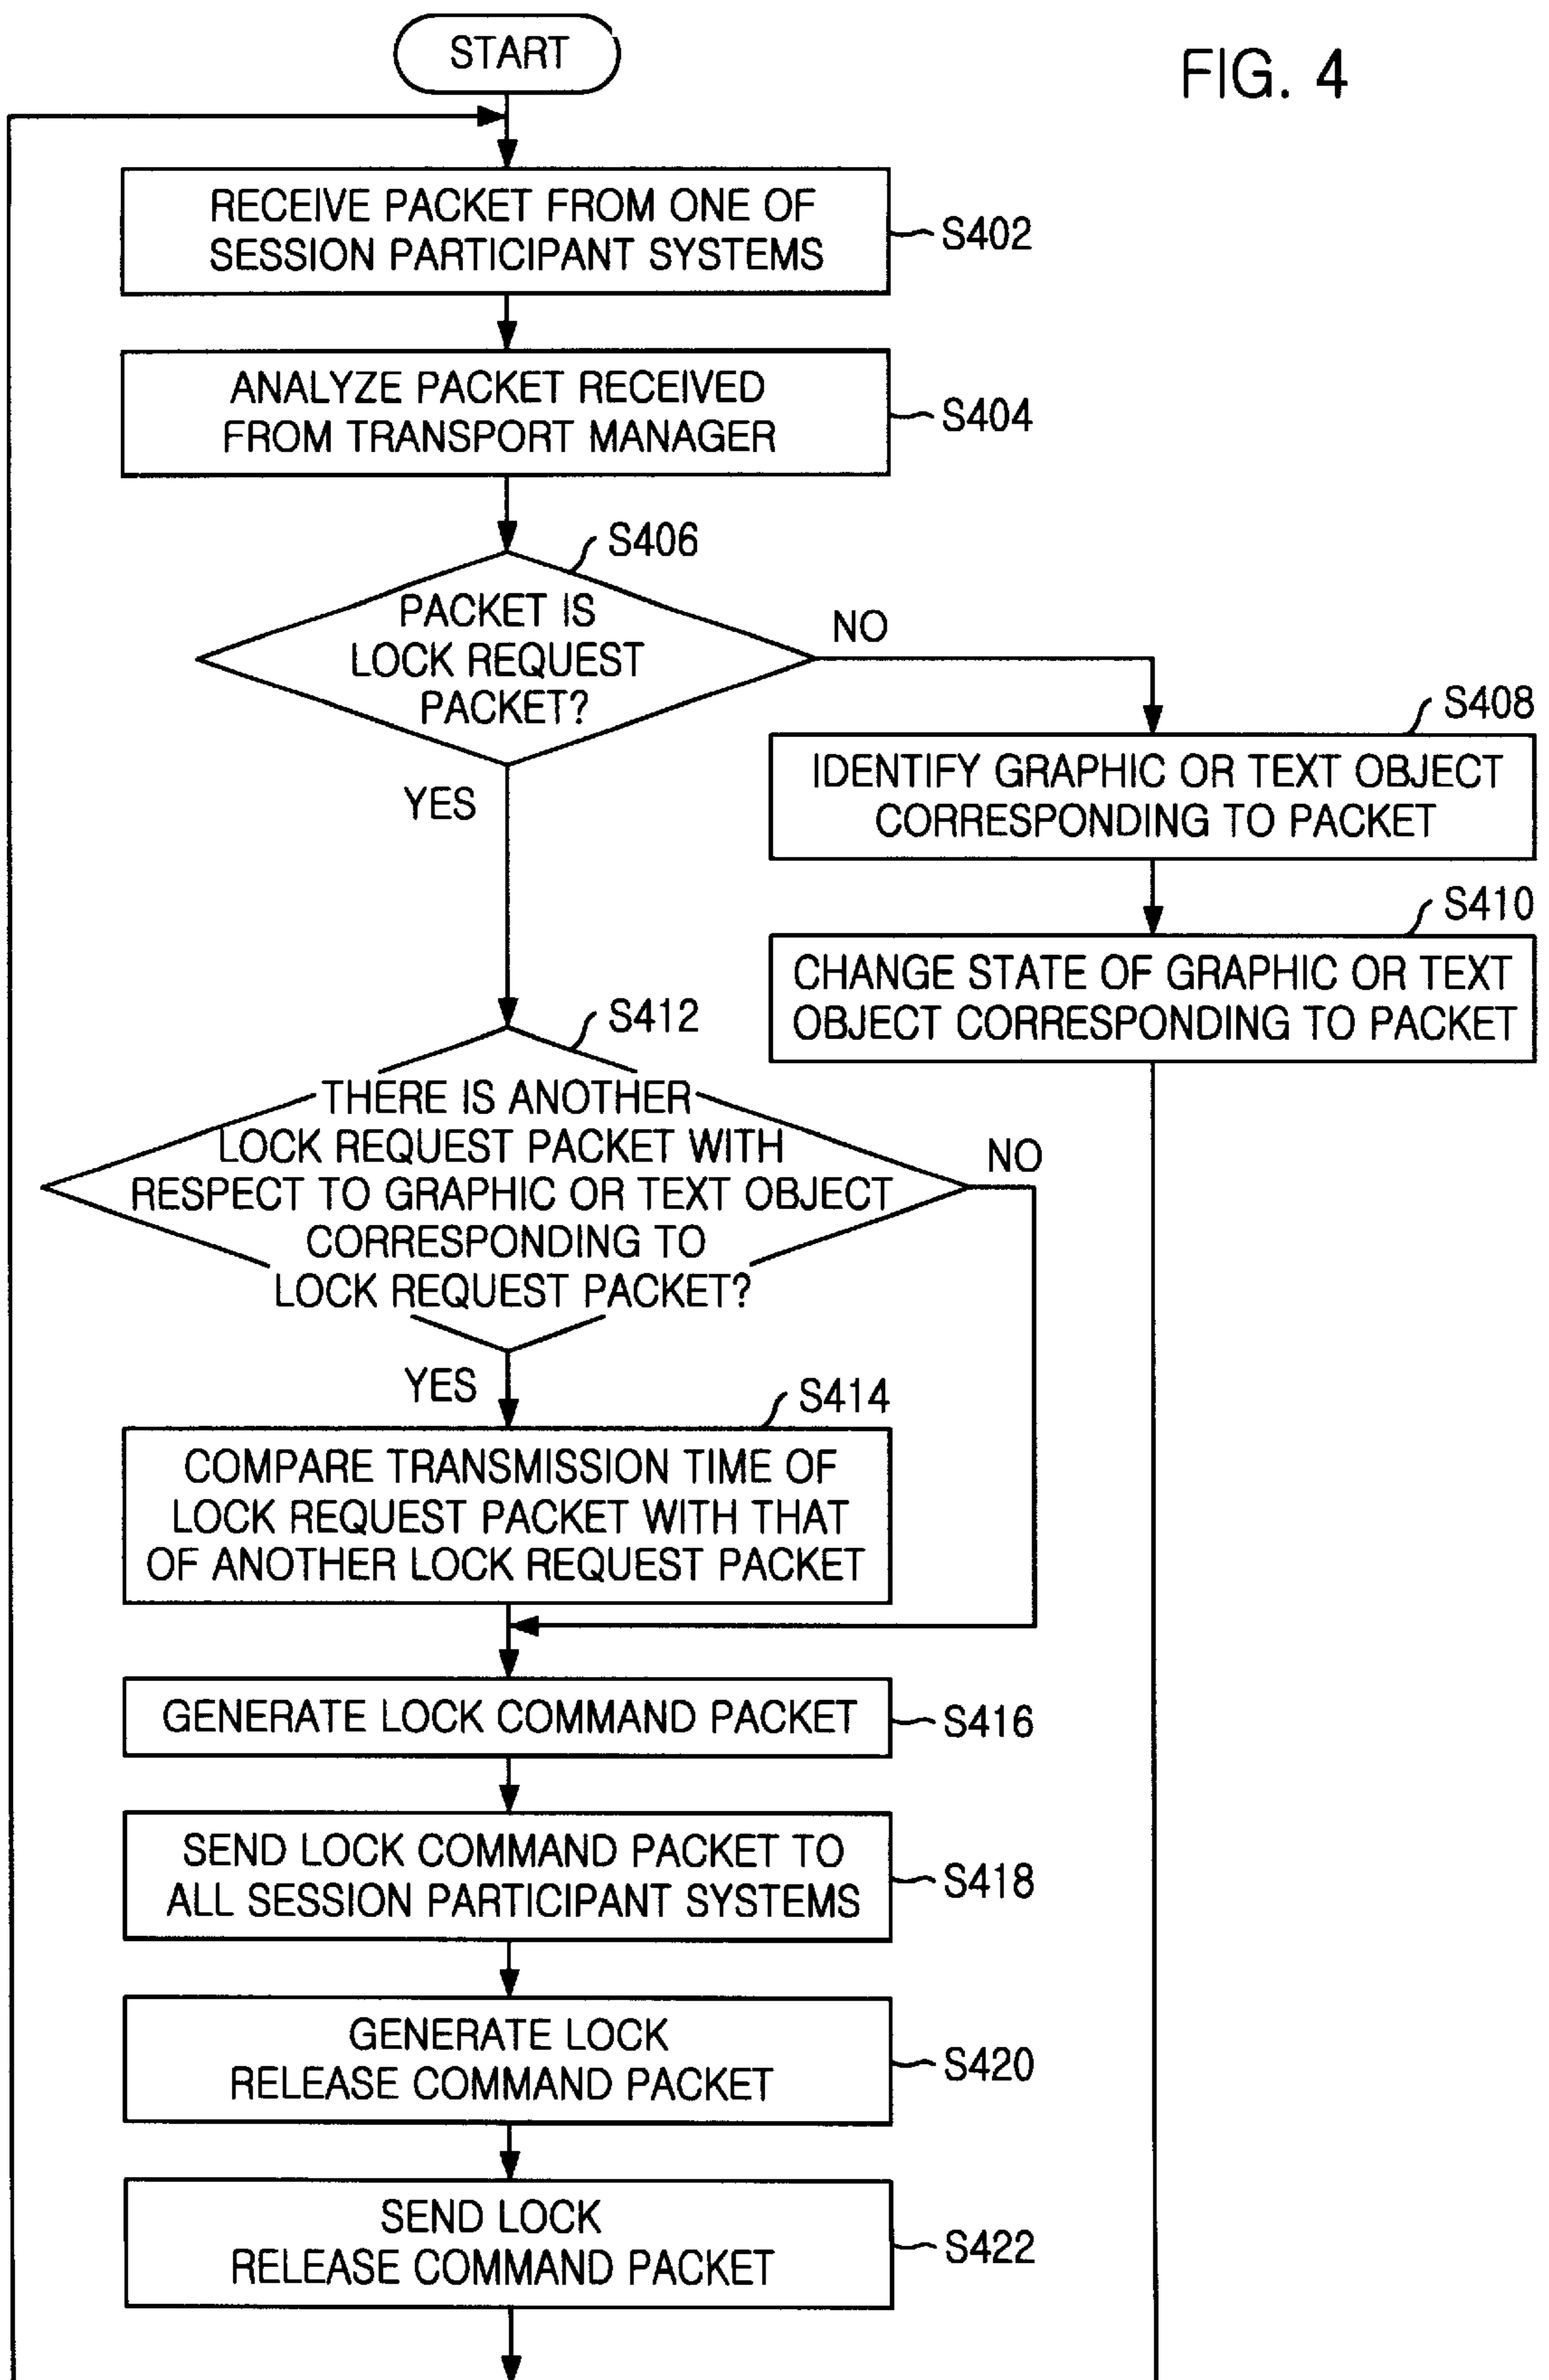 START
FIG. 4
RECEIVE PACKET FROM ONE OF
SESSION PARTICIPANT SYSTEMS
S402
ANALYZE PACKET RECEIVED
FROM TRANSPORT MANAGER
S404
S406
PACKET IS
LOCK REQUEST
PACKET?
NO
YES
S408
IDENTIFY GRAPHIC OR TEXT OBJECT
CORRESPONDING TO PACKET
S410
CHANGE STATE OF GRAPHIC OR TEXT
OBJECT CORRESPONDING TO PACKET
S412
THERE IS ANOTHER
LOCK REQUEST PACKET WITH
RESPECT TO GRAPHIC OR TEXT OBJECT
CORRESPONDING TO
LOCK REQUEST PACKET?
NO
YES
S414
COMPARE TRANSMISSION TIME OF
LOCK REQUEST PACKET WITH THAT
OF ANOTHER LOCK REQUEST PACKET
GENERATE LOCK COMMAND PACKET
S416
SEND LOCK COMMAND PACKET TO
ALL SESSION PARTICIPANT SYSTEMS
S418
GENERATE LOCK
RELEASE COMMAND PACKET
S420
SEND LOCK
RELEASE COMMAND PACKET
S422